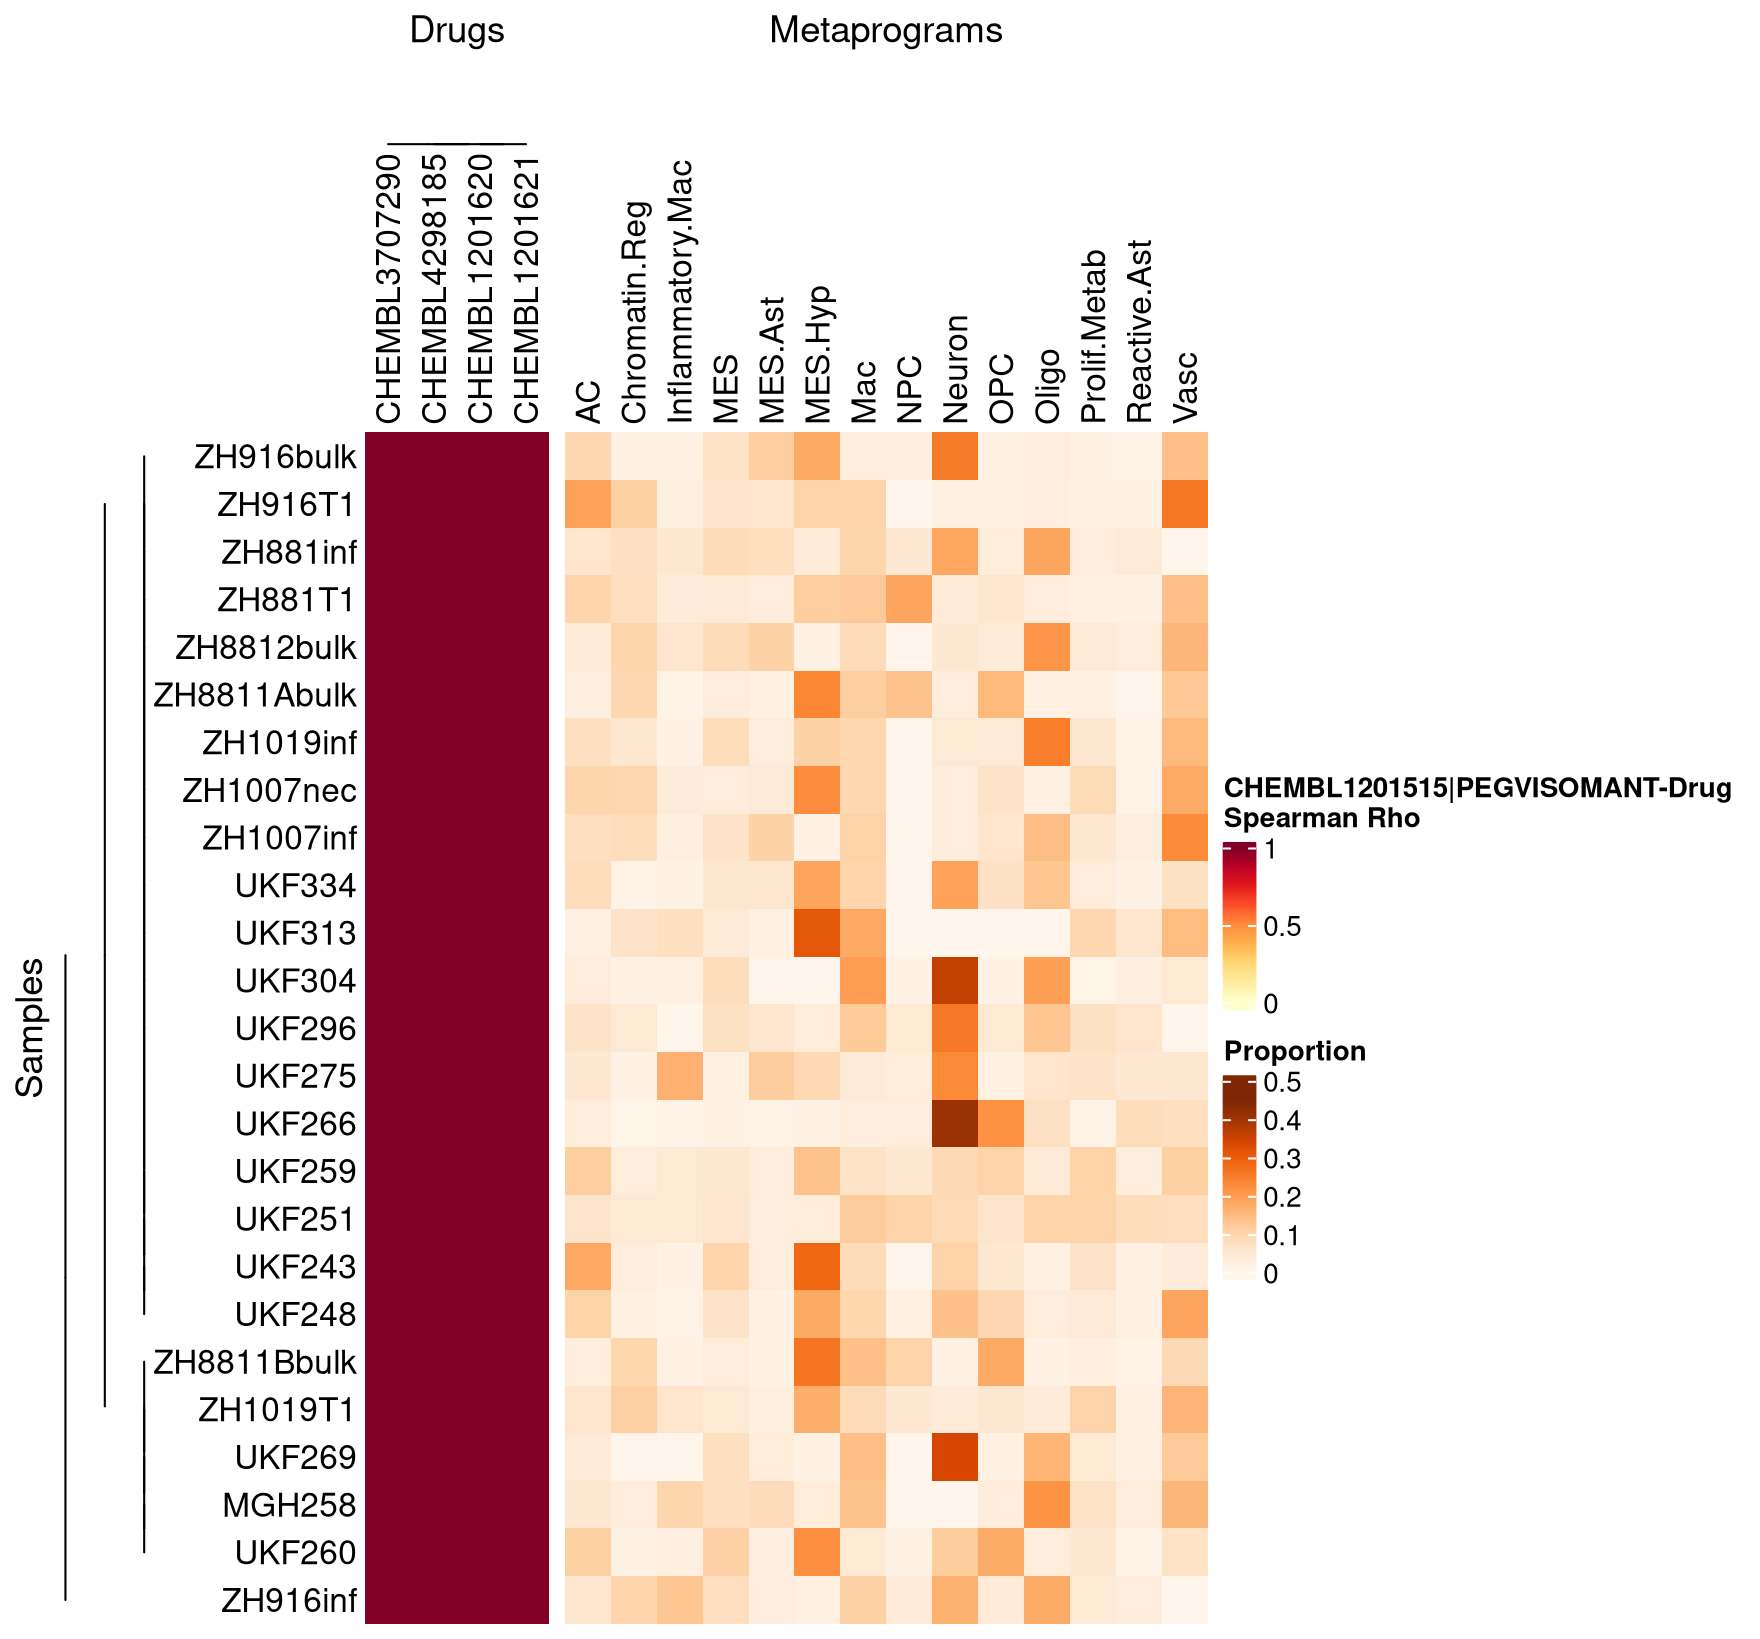 Drugs
Metaprograms
CHEMBL3707290
CHEMBL4298185
CHEMBL1201620
CHEMBL1201621
AC
Chromatin.Reg
Inflammatory.Mac
MES
MES.Ast
MES.Hyp
Mac
NPC
Neuron
OPC
Oligo
Prolif.Metab
Reactive.Ast
Vasc
Samples
ZH916bulk
ZH916T1
ZH881inf
ZH881T1
ZH8812bulk
ZH8811Abulk
ZH1019inf
ZH1007nec
ZH1007inf
UKF334
UKF313
UKF304
UKF296
UKF275
UKF266
UKF259
UKF251
UKF243
UKF248
ZH8811Bbulk
ZH1019T1
UKF269
MGH258
UKF260
ZH916inf
CHEMBL1201515|PEGVISOMANT-Drug
Spearman Rho
1
0.5
0
Proportion
0.5
0.4
0.3
0.2
0.1
0